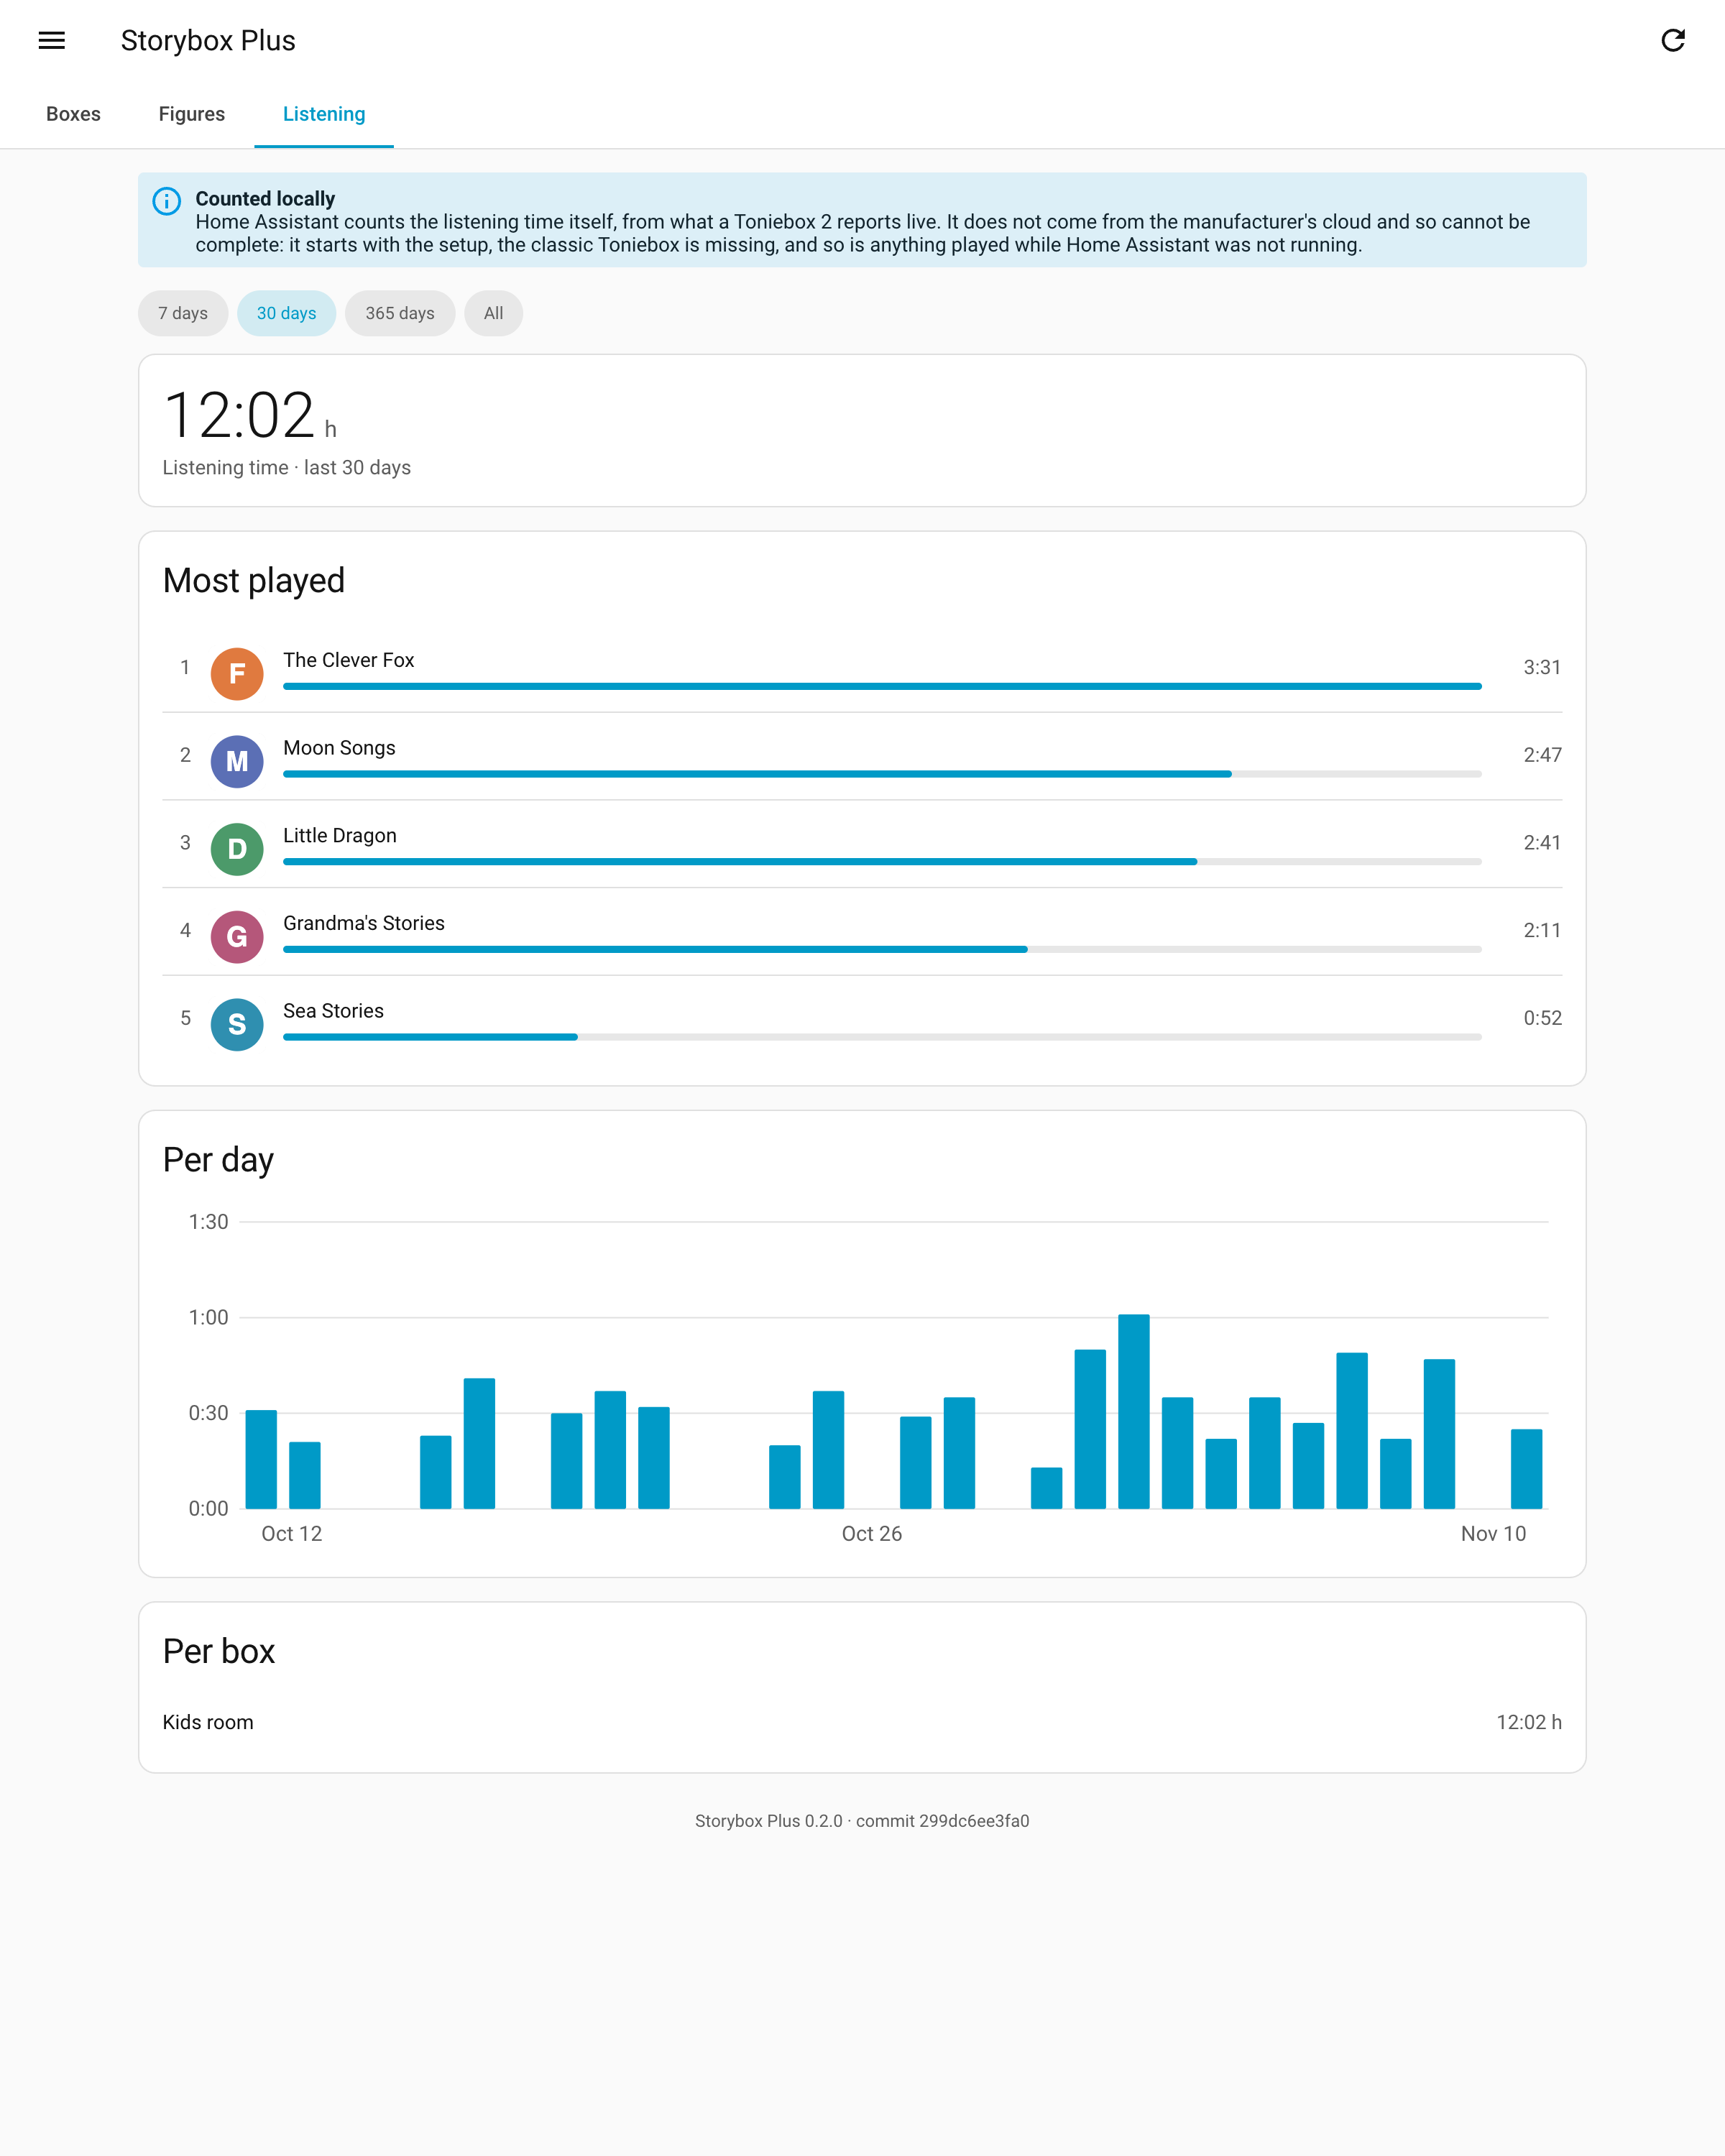 Storybox Plus
Boxes
Figures
Listening
Counted locally
Home Assistant counts the listening time itself, from what a Toniebox 2 reports live. It does not come from the manufacturer's cloud and so cannot be
complete: it starts with the setup, the classic Toniebox is missing, and so is anything played while Home Assistant was not running.
7 days
30 days
365 days
All
12:02 h
Listening time · last 30 days
Most played
1
F
The Clever Fox
3:31
2
M
Moon Songs
2:47
3
D
Little Dragon
2:41
4
G
Grandma's Stories
2:11
5
S
Sea Stories
0:52
Per day
1:30
1:00
0:30
0:00
Oct 12
Oct 26
Nov 10
Per box
Kids room
12:02 h
Storybox Plus 0.2.0 · commit 299dc6ee3fa0